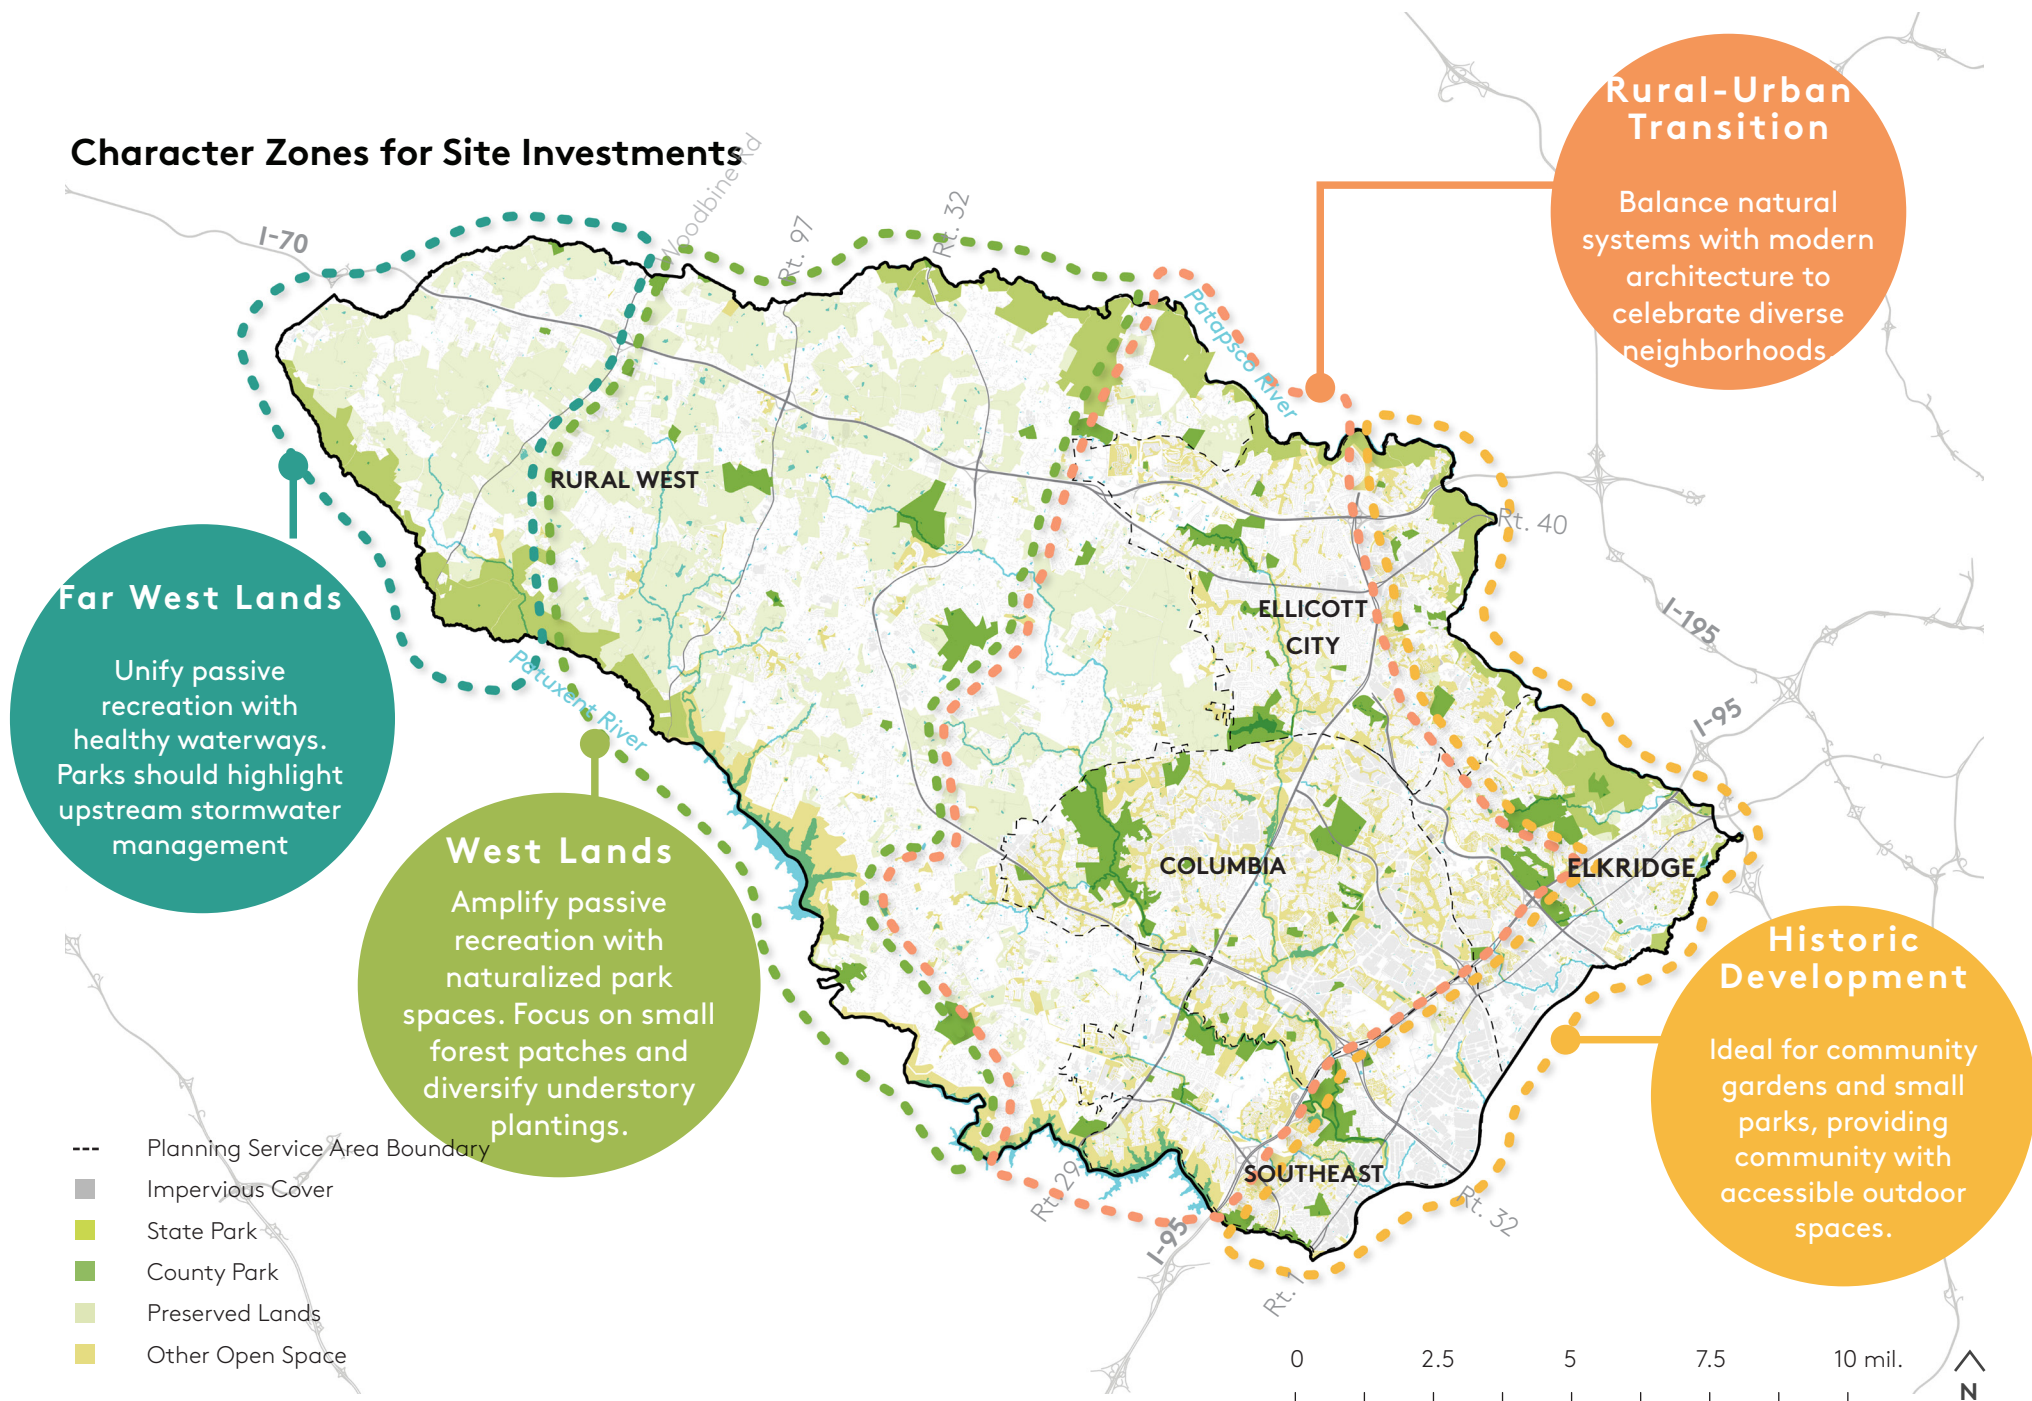 Character Zones for Site Investments
Rural-Urban
Transition
Balance natural
systems with modern
architecture to
celebrate diverse
neighborhoods.
I-70
Woodbine Rd
Rt. 97
Rt. 32
Patapsco River
RURAL WEST
Rt. 40
ELLICOTT
CITY
I-195
I-95
Far West Lands
Unify passive
recreation with
healthy waterways.
Parks should highlight
upstream stormwater
management
Patuxent River
West Lands
Amplify passive
recreation with
naturalized park
spaces. Focus on small
forest patches and
diversify understory
plantings.
COLUMBIA
ELKRIDGE
Historic
Development
Ideal for community
gardens and small
parks, providing
community with
accessible outdoor
spaces.
SOUTHEAST
Rt. 29
I-95
Rt. 1
Rt. 32
Planning Service Area Boundary
Impervious Cover
State Park
County Park
Preserved Lands
Other Open Space
0 2.5 5 7.5 10 mil.
N